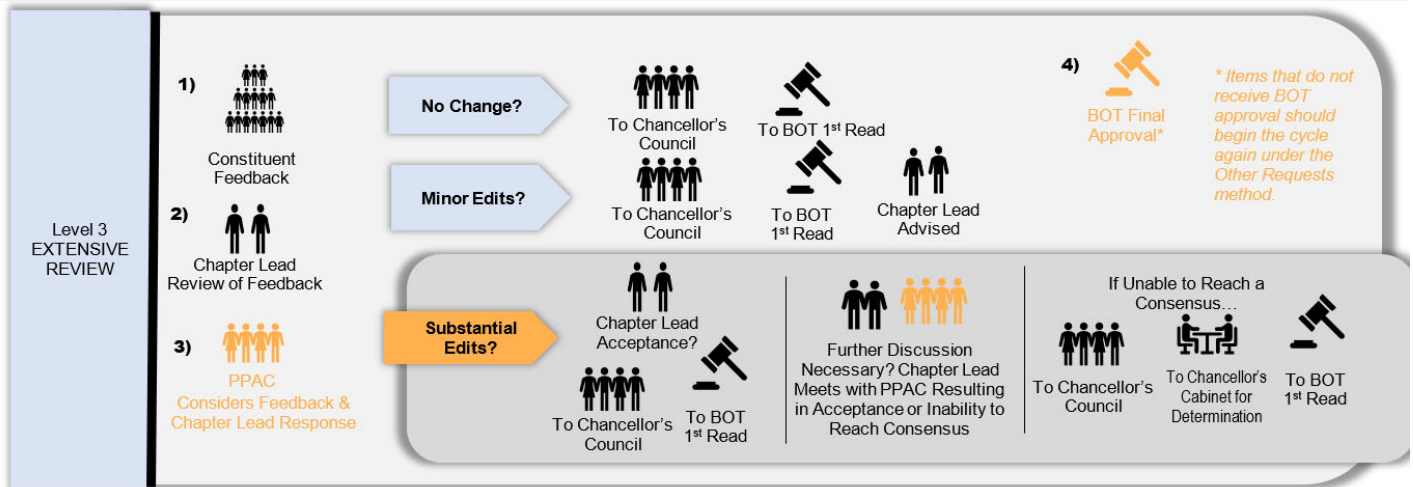 Level 3
EXTENSIVE
REVIEW
1)
Constituent
Feedback
2)
Chapter Lead
Review of Feedback
3)
PPAC
Considers Feedback &
Chapter Lead Response
No Change?
To Chancellor's
Council
To BOT 1st Read
Minor Edits?
To Chancellor's
Council
To BOT
1st Read
Chapter Lead
Advised
Substantial
Edits?
Chapter Lead
Acceptance?
To Chancellor's
Council
To BOT
1st Read
Further Discussion
Necessary? Chapter Lead
Meets with PPAC Resulting
in Acceptance or Inability to
Reach Consensus
If Unable to Reach a
Consensus…
To Chancellor's
Council
To Chancellor's
Cabinet for
Determination
To BOT
1st Read
4)
BOT Final
Approval*
* Items that do not
receive BOT
approval should
begin the cycle
again under the
Other Requests
method.